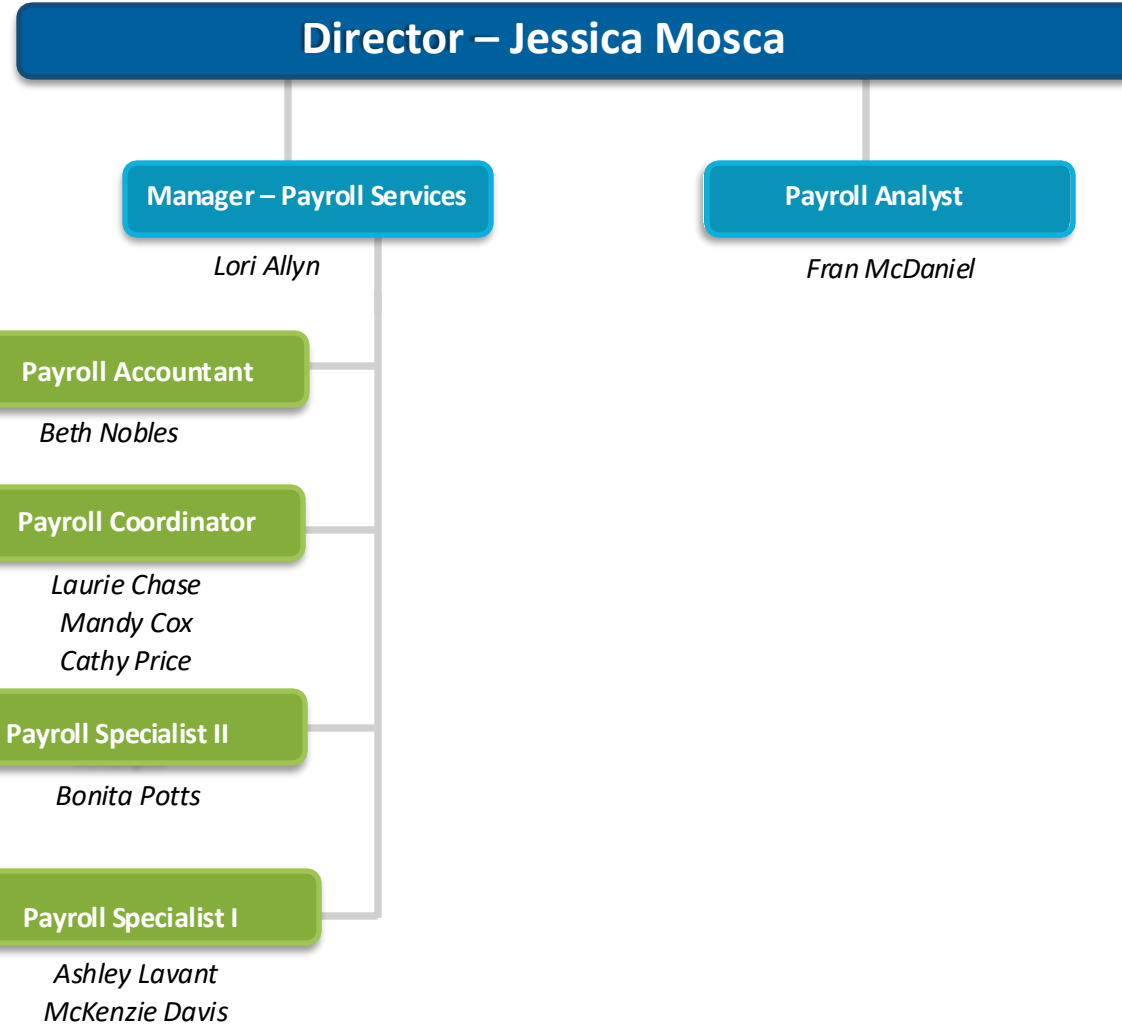 Director – Jessica Mosca
Manager – Payroll Services
Payroll Analyst
Lori Allyn
Fran McDaniel
Payroll Accountant
Beth Nobles
Payroll Coordinator
Laurie Chase
Mandy Cox
Cathy Price
Payroll Specialist II
Bonita Potts
Payroll Specialist I
Ashley Lavant
McKenzie Davis